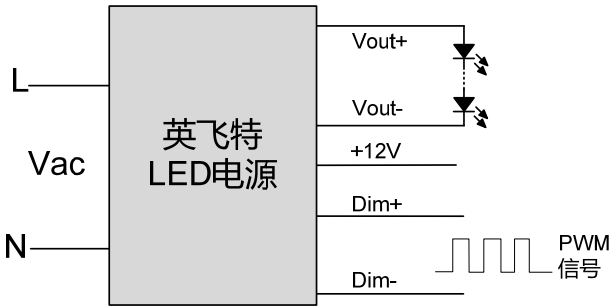 Vout+
L
Vout-
英飞特
+12V
Vac
LED电源
Dim+
N
PWM
信号
Dim-